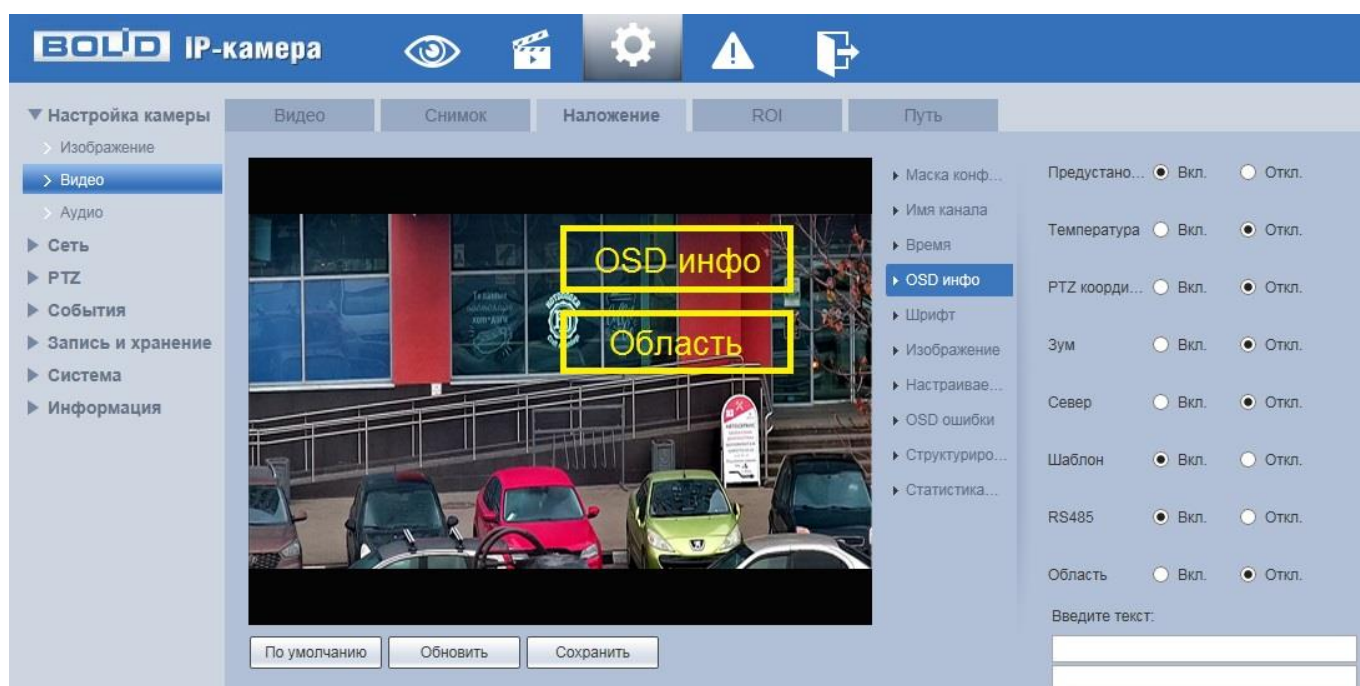 BOLID IP-камера
Настройка камеры
Изображение
Видео
Аудио
Сеть
PTZ
События
Запись и хранение
Система
Информация
Видео Снимок Наложение ROI Путь
OSD инфо
Область
АВТОСЕРВИС
Маска конф...
Имя канала
Время
OSD инфо
Шрифт
Изображение
Настраивае...
OSD ошибки
Структуриро...
Статистика...
Предустано... Вкл. Откл.
Температура Вкл. Откл.
PTZ коорди... Вкл. Откл.
Зум Вкл. Откл.
Север Вкл. Откл.
Шаблон Вкл. Откл.
RS485 Вкл. Откл.
Область Вкл. Откл.
Введите текст:
По умолчанию Обновить Сохранить